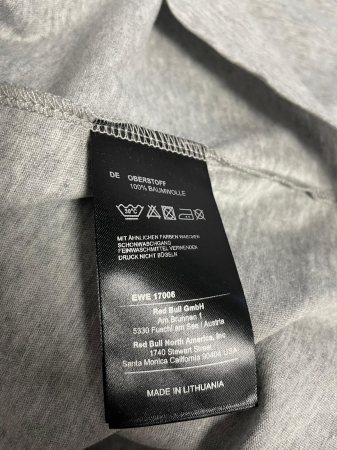 DE OBERSTOFF
100% BAUMWOLLE
30°C
MIT ÄHNLICHEN FARBEN WASCHEN
SCHONWASCHGANG
FEINWASCHMITTEL VERWENDEN
DRUCK NICHT BÜGELN
EWE 17006
Red Bull GmbH
Am Brunnen 1
5330 Fuschl am See / Austria
Red Bull North America, Inc
1740 Stewart Street
Santa Monica California 90404 USA
MADE IN LITHUANIA